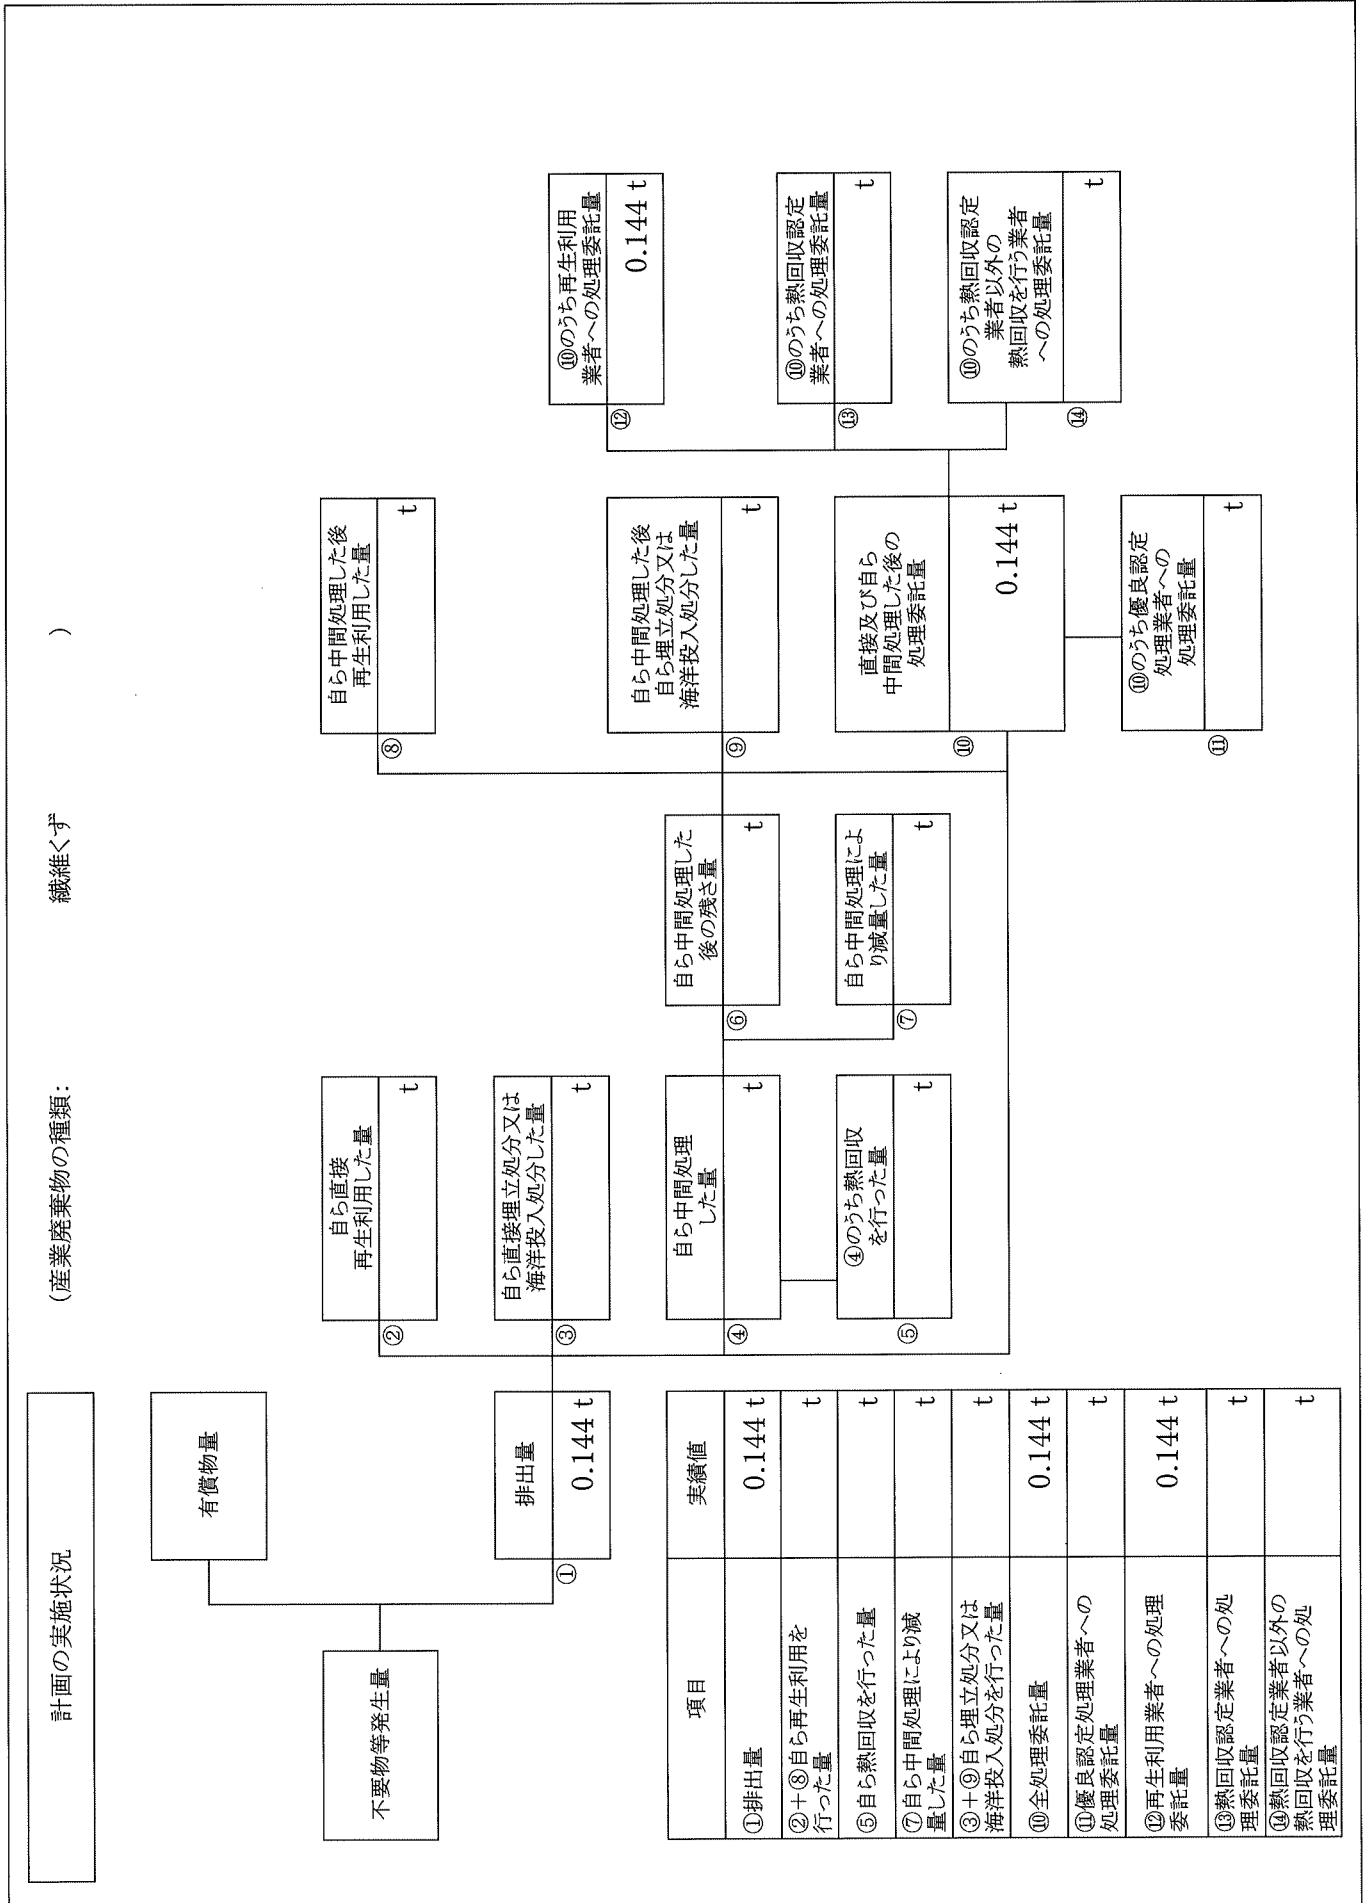 計画の実施状況
(産業廃棄物の種類: 繊維くず )
有償物量
不要物等発生量
排出量
①
0.144 t
自ら直接
再生利用した量
②
t
自ら直接埋立処分又は
海洋投入処分した量
③
t
自ら中間処理
した量
④
t
④のうち熱回収
を行った量
⑤
t
自ら中間処理した
後の残さ量
⑥
t
自ら中間処理によ
り減量した量
⑦
t
自ら中間処理した後
再生利用した量
⑧
t
自ら中間処理した後
自ら埋立処分又は
海洋投入処分した量
⑨
t
直接及び自ら
中間処理した後の
処理委託量
⑩
0.144 t
⑩のうち優良認定
処理業者への
処理委託量
⑪
t
⑩のうち再生利用
業者への処理委託量
⑫
0.144 t
⑩のうち熱回収認定
業者への処理委託量
⑬
t
⑩のうち熱回収認定
業者以外の
熱回収を行う業者
への処理委託量
⑭
t
項目 実績値
①排出量 0.144 t
②+⑧自ら再生利用を
行った量 t
⑤自ら熱回収を行った量 t
⑦自ら中間処理により減
量した量 t
③+⑨自ら埋立処分又は
海洋投入処分を行った量 t
⑩全処理委託量 0.144 t
⑪優良認定処理業者への
処理委託量 t
⑫再生利用業者への処理
委託量 0.144 t
⑬熱回収認定業者への処
理委託量 t
⑭熱回収認定業者以外の
熱回収を行う業者への処
理委託量 t